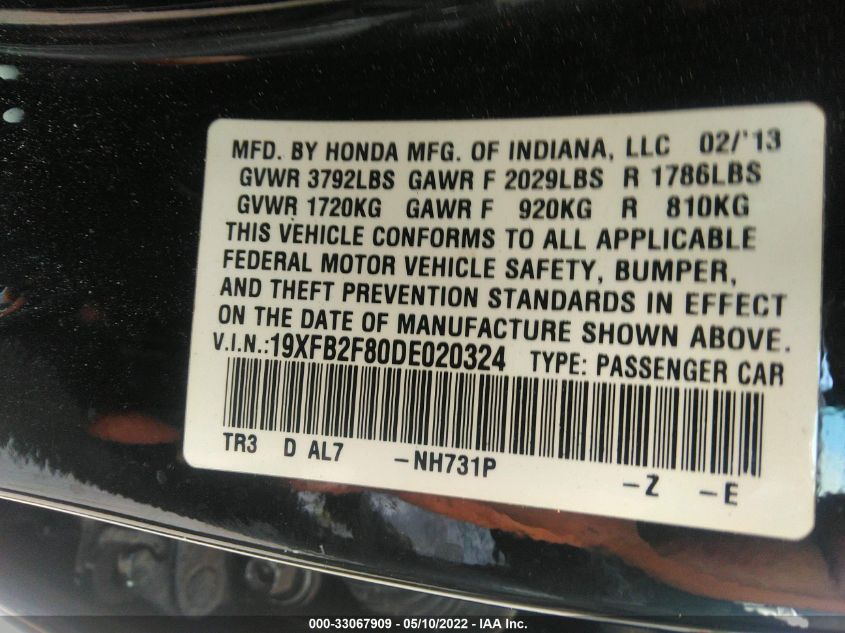 MFD. BY HONDA MFG. OF INDIANA, LLC 02/'13
GVWR 3792LBS GAWR F 2029LBS R 1786LBS
GVWR 1720KG GAWR F 920KG R 810KG
THIS VEHICLE CONFORMS TO ALL APPLICABLE
FEDERAL MOTOR VEHICLE SAFETY, BUMPER,
AND THEFT PREVENTION STANDARDS IN EFFECT
ON THE DATE OF MANUFACTURE SHOWN ABOVE.
V.I.N.:19XFB2F80DE020324 TYPE: PASSENGER CAR
TR3 D AL7 -NH731P -Z -E
000-33067909 - 05/10/2022 - IAA Inc.